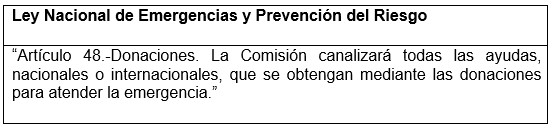 Ley Nacional de Emergencias y Prevención del Riesgo
“Artículo 48.-Donaciones. La Comisión canalizará todas las ayudas,
nacionales o internacionales, que se obtengan mediante las donaciones
para atender la emergencia.”